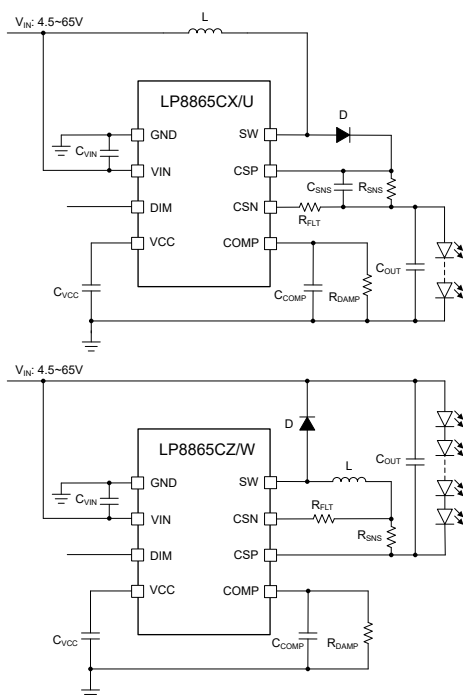 VIN: 4.5~65V
L
LP8865CX/U
D
GND
SW
CVIN
VIN
CSP
CSNS
RSNS
DIM
CSN
RFLT
VCC
COMP
COUT
CVCC
CCOMP
RDAMP
VIN: 4.5~65V
D
LP8865CZ/W
COUT
GND
SW
L
CVIN
VIN
CSN
RFLT
RSNS
DIM
CSP
VCC
COMP
CVCC
CCOMP
RDAMP